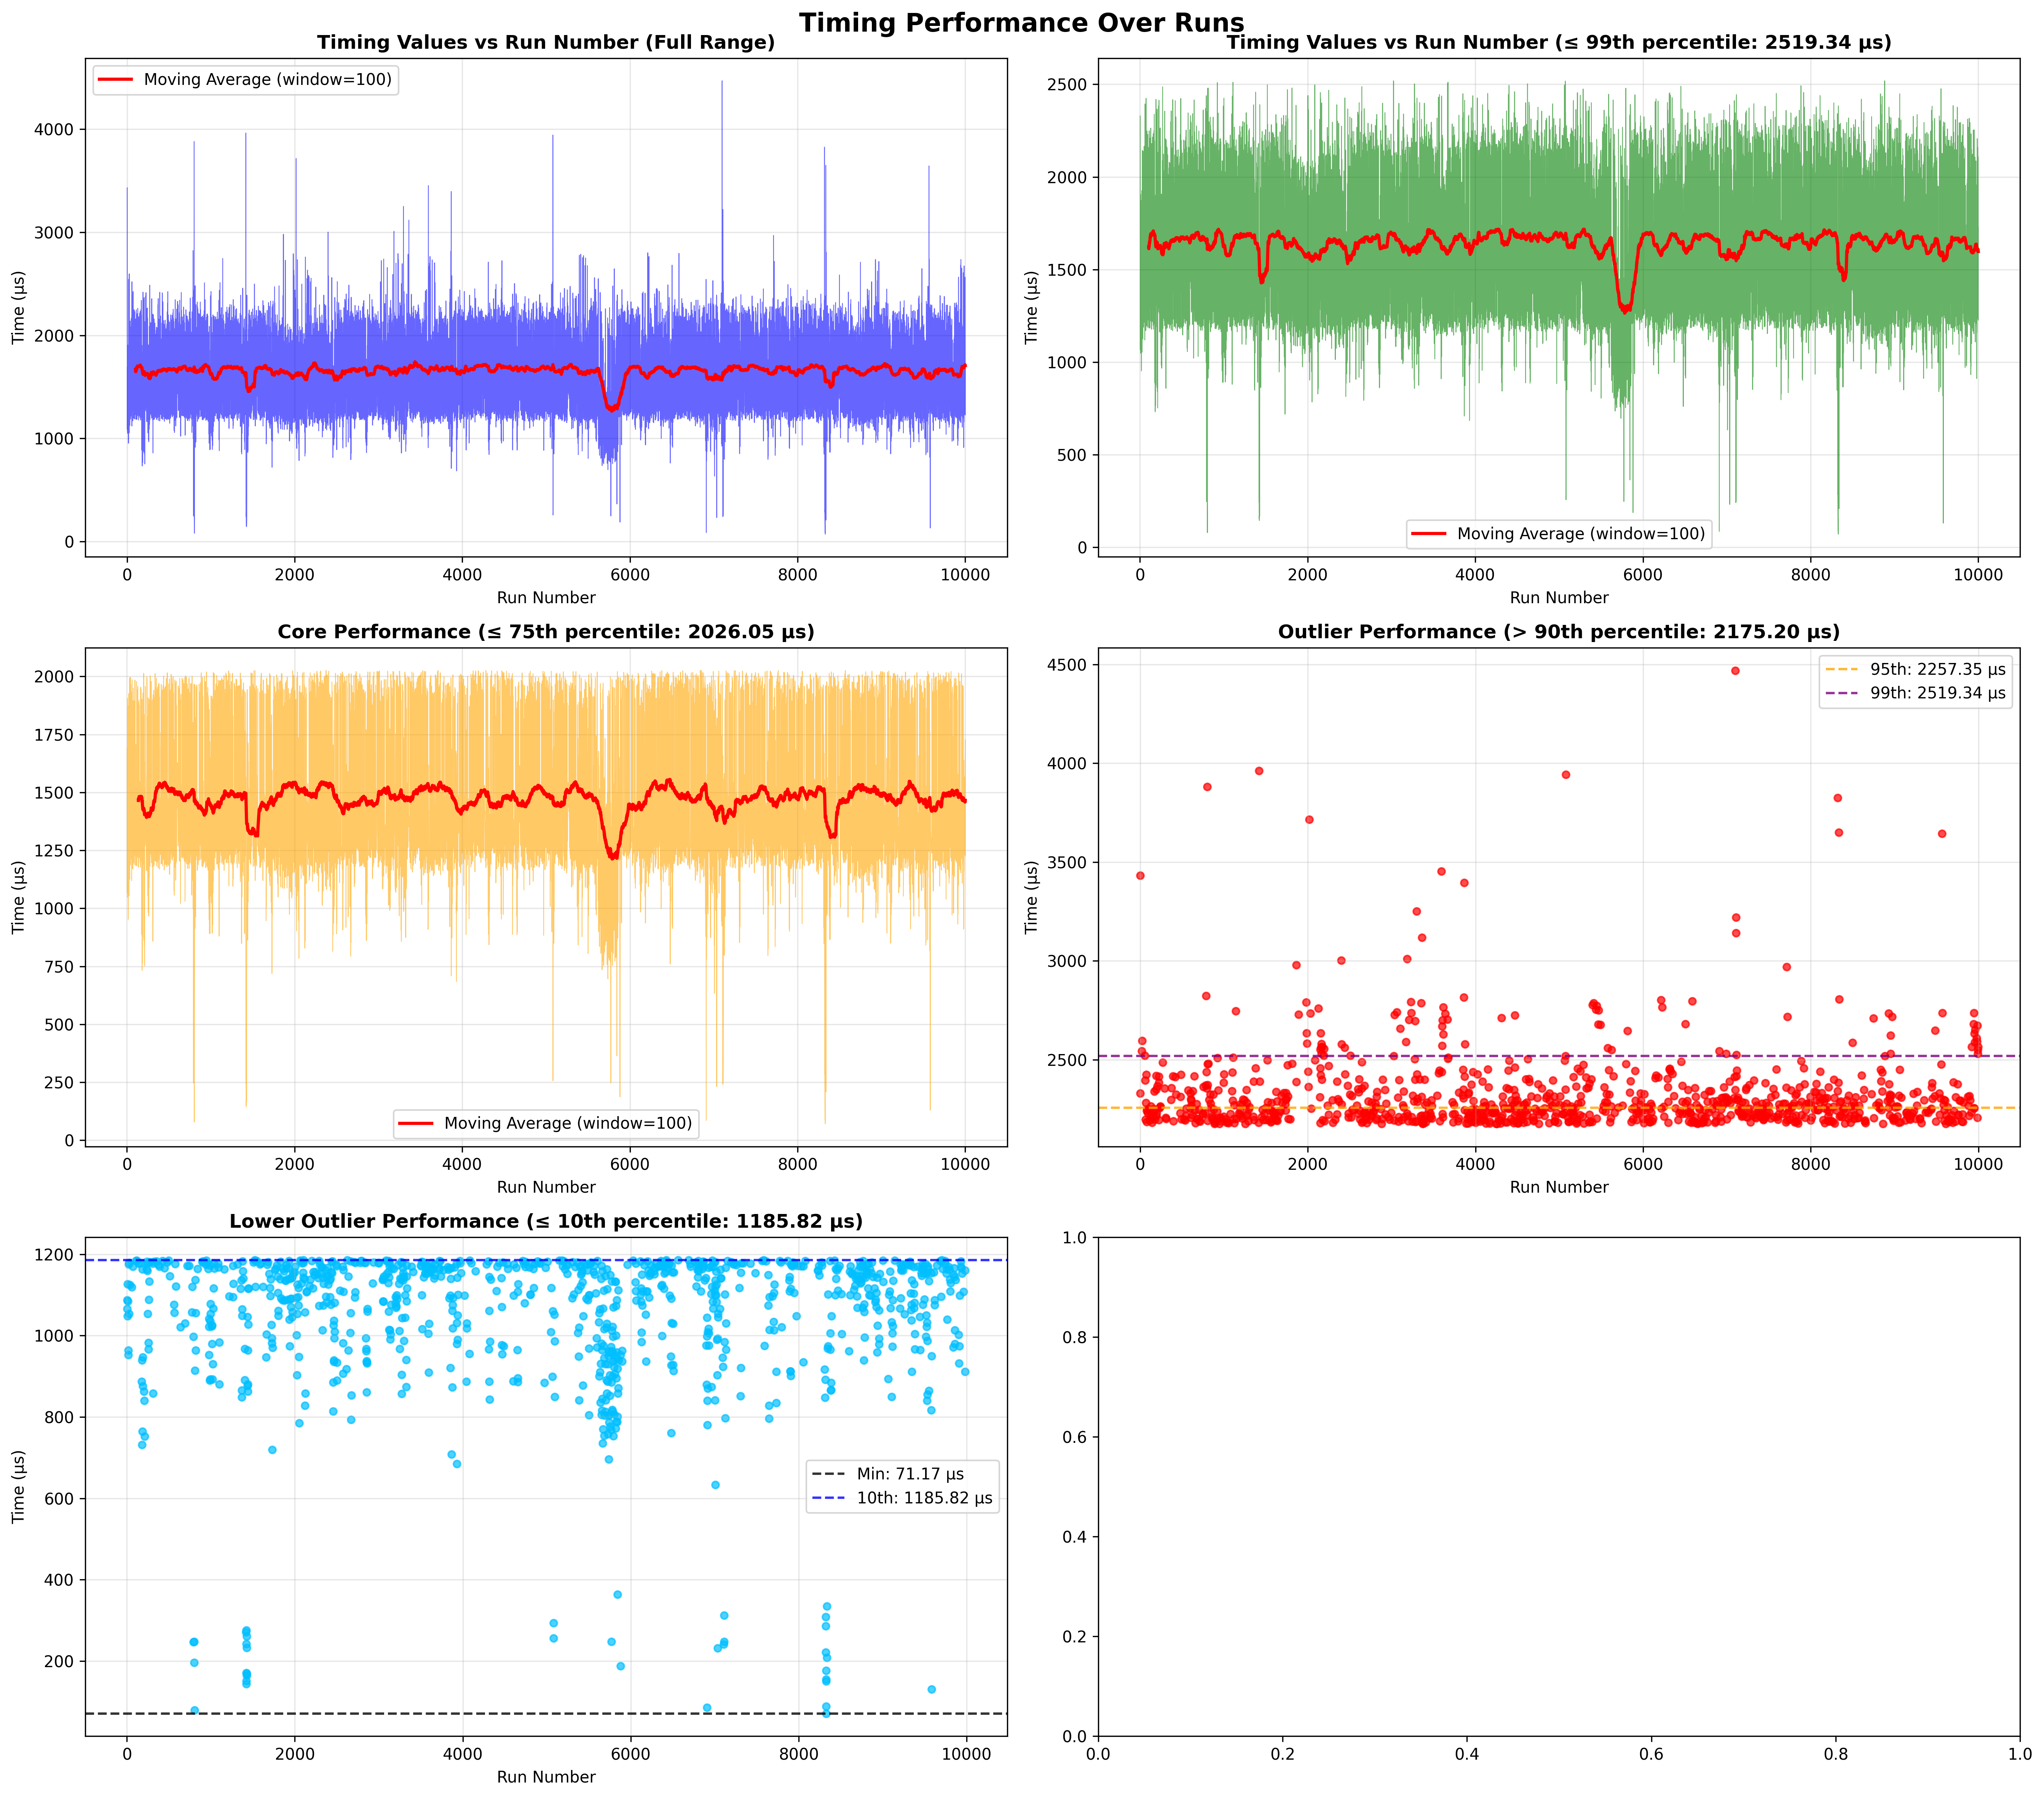 Timing Performance Over Runs
Timing Values vs Run Number (Full Range)
Moving Average (window=100)
Time (µs)
4000
3000
2000
1000
0
0 2000 4000 6000 8000 10000
Run Number
Timing Values vs Run Number (≤ 99th percentile: 2519.34 µs)
Time (µs)
2500
2000
1500
1000
500
0
Moving Average (window=100)
0 2000 4000 6000 8000 10000
Run Number
Core Performance (≤ 75th percentile: 2026.05 µs)
Time (µs)
2000
1750
1500
1250
1000
750
500
250
0
Moving Average (window=100)
0 2000 4000 6000 8000 10000
Run Number
Outlier Performance (> 90th percentile: 2175.20 µs)
95th: 2257.35 µs
99th: 2519.34 µs
Time (µs)
4500
4000
3500
3000
2500
0 2000 4000 6000 8000 10000
Run Number
Lower Outlier Performance (≤ 10th percentile: 1185.82 µs)
Time (µs)
1200
1000
800
600
400
200
Min: 71.17 µs
10th: 1185.82 µs
0 2000 4000 6000 8000 10000
Run Number
1.0
0.8
0.6
0.4
0.2
0.0
0.0 0.2 0.4 0.6 0.8 1.0